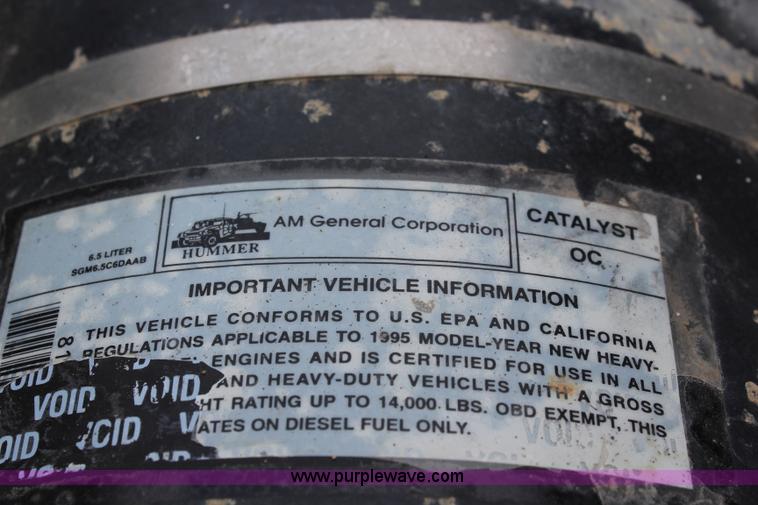 6.5 LITER
SGM6.5C6DAAB
HUMMER
AM General Corporation
CATALYST
OC
IMPORTANT VEHICLE INFORMATION
THIS VEHICLE CONFORMS TO U.S. EPA AND CALIFORNIA
REGULATIONS APPLICABLE TO 1995 MODEL-YEAR NEW HEAVY-
ENGINES AND IS CERTIFIED FOR USE IN ALL
AND HEAVY-DUTY VEHICLES WITH A GROSS
RATING UP TO 14,000 LBS. OBD EXEMPT, THIS
ON DIESEL FUEL ONLY.
81
VOID VOID
VOID
VOID
www.purplewave.com